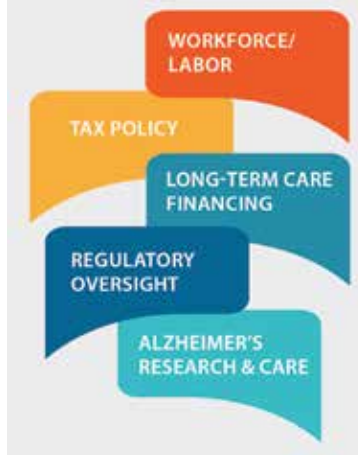 WORKFORCE/
LABOR
TAX POLICY
LONG-TERM CARE
FINANCING
REGULATORY
OVERSIGHT
ALZHEIMER'S
RESEARCH & CARE